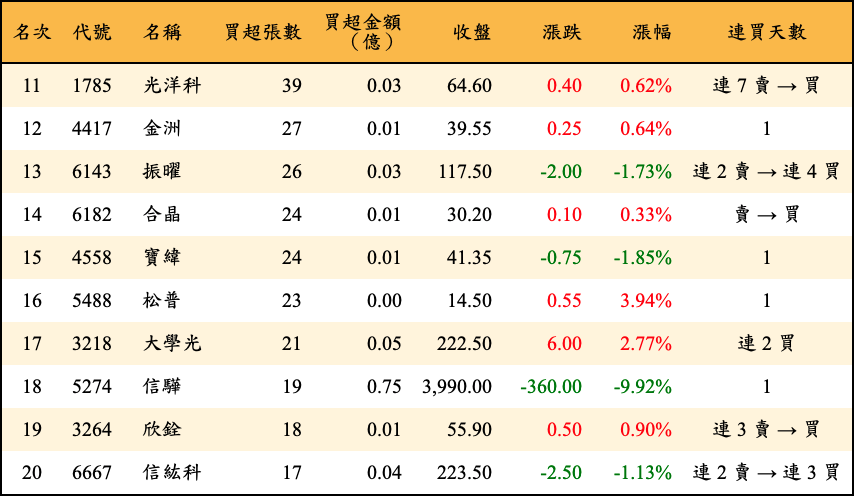 名次 代號 名稱 買超張數 買超金額（億） 收盤 漲跌 漲幅 連買天數
11 1785 光洋科 39 0.03 64.60 0.40 0.62% 連 7 賣 → 買
12 4417 金洲 27 0.01 39.55 0.25 0.64% 1
13 6143 振曜 26 0.03 117.50 -2.00 -1.73% 連 2 賣 → 連 4 買
14 6182 合晶 24 0.01 30.20 0.10 0.33% 賣 → 買
15 4558 寶緯 24 0.01 41.35 -0.75 -1.85% 1
16 5488 松普 23 0.00 14.50 0.55 3.94% 1
17 3218 大學光 21 0.05 222.50 6.00 2.77% 連 2 買
18 5274 信驊 19 0.75 3,990.00 -360.00 -9.92% 1
19 3264 欣銓 18 0.01 55.90 0.50 0.90% 連 3 賣 → 買
20 6667 信紘科 17 0.04 223.50 -2.50 -1.13% 連 2 賣 → 連 3 買